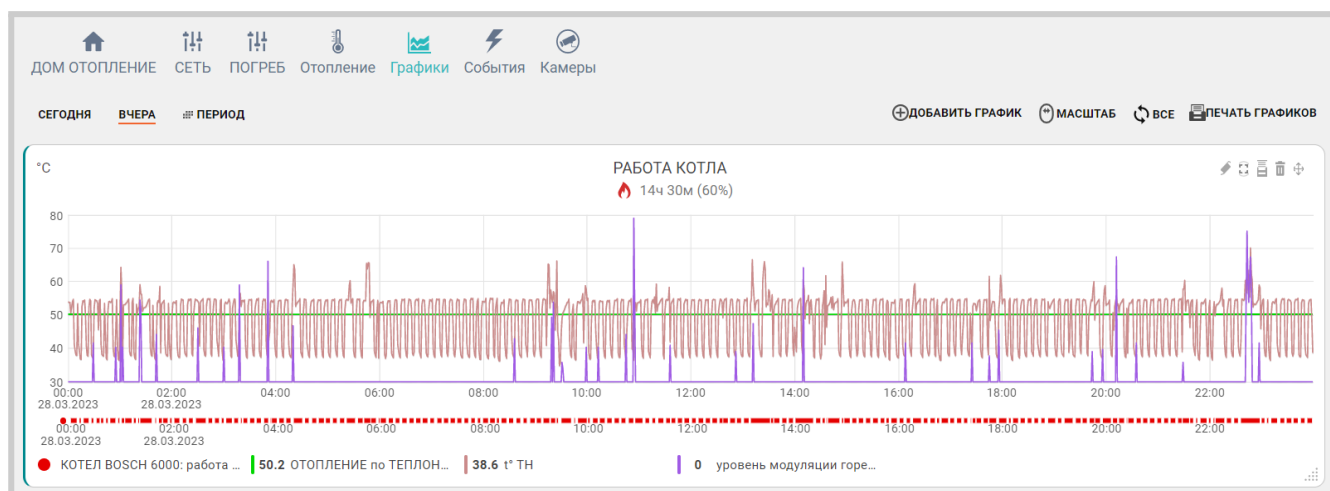 ДОМ ОТОПЛЕНИЕ СЕТЬ ПОГРЕБ Отопление Графики События Камеры
СЕГОДНЯ ВЧЕРА ПЕРИОД ДОБАВИТЬ ГРАФИК МАСШТАБ ВСЕ ПЕЧАТЬ ГРАФИКОВ
°C РАБОТА КОТЛА
14ч 30м (60%)
80
70
60
50
40
30
00:00 02:00 04:00 06:00 08:00 10:00 12:00 14:00 16:00 18:00 20:00 22:00
28.03.2023 28.03.2023
00:00 02:00 04:00 06:00 08:00 10:00 12:00 14:00 16:00 18:00 20:00 22:00
28.03.2023 28.03.2023
КОТЕЛ BOSCH 6000: работа ... 50.2 ОТОПЛЕНИЕ по ТЕПЛОН... 38.6 t° ТН 0 уровень модуляции горе...